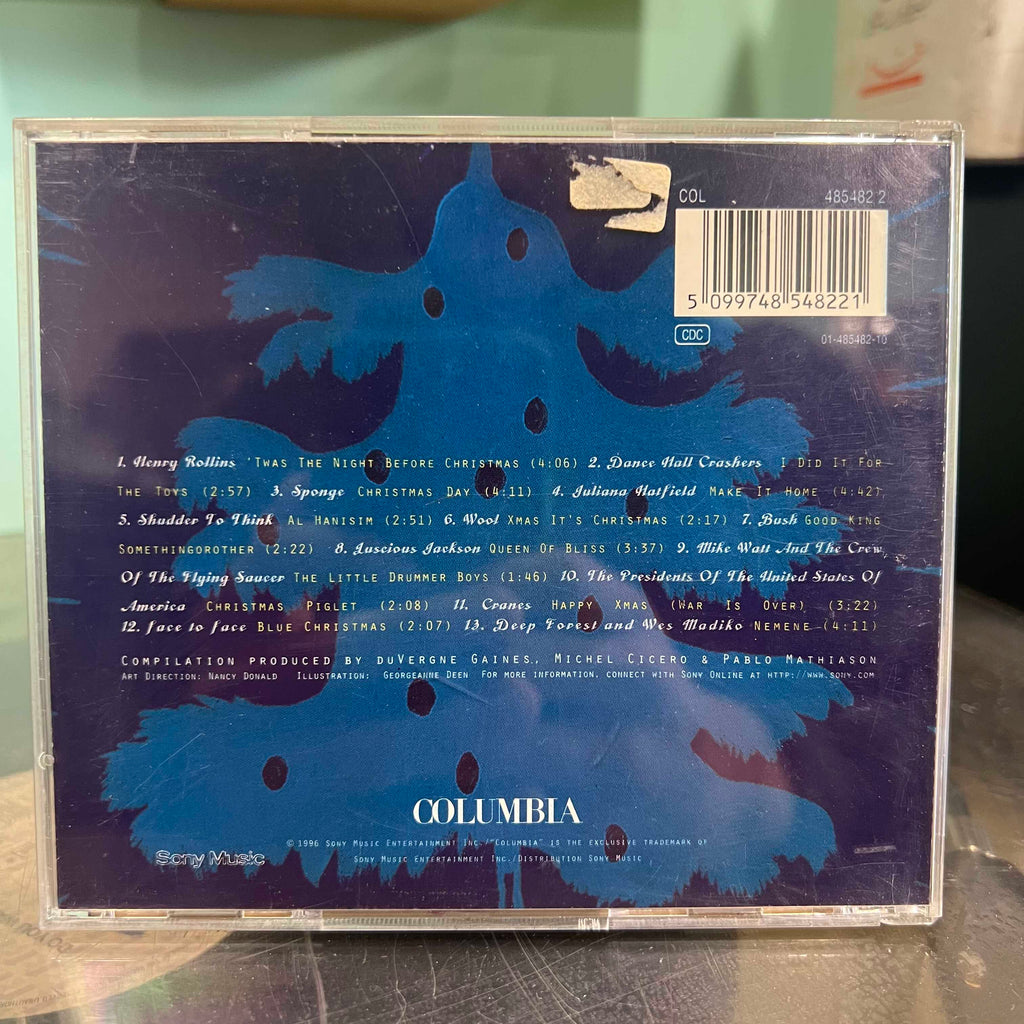 K
COL 485482 2
5 099748 548221
CDC
01-485482-10
1. Henry Rollins 'Twas The Night Before Christmas (4:06) 2. Dance Hall Crashers I Did It For
The Toys (2:57) 3. Sponge Christmas Day (4:11) 4. Juliana Hatfield Make It Home (4:42)
5. Shudder To Think Al Hanisim (2:51) 6. Wool Xmas It's Christmas (2:17) 7. Bush Good King
Somethingorother (2:22) 8. Luscious Jackson Queen Of Bliss (3:37) 9. Mike Watt And The Crew
Of The Flying Saucer The Little Drummer Boys (1:46) 10. The Presidents Of The United States Of
America Christmas Piglet (2:08) 11. Cranes Happy Xmas (War Is Over) (3:22)
12. face to face Blue Christmas (2:07) 13. Deep Forest and Wes Madiko Nemene (4:11)
Compilation produced by duVergne Gaines, Michel Cicero & Pablo Mathiason
Art Direction: Nancy Donald Illustration: Georgeanne Deen For more information, connect with Sony Online at http://www.sony.com
COLUMBIA
© 1996 Sony Music Entertainment Inc./"Columbia" is the exclusive trademark of
Sony Music Entertainment Inc./Distribution Sony Music
Sony Music